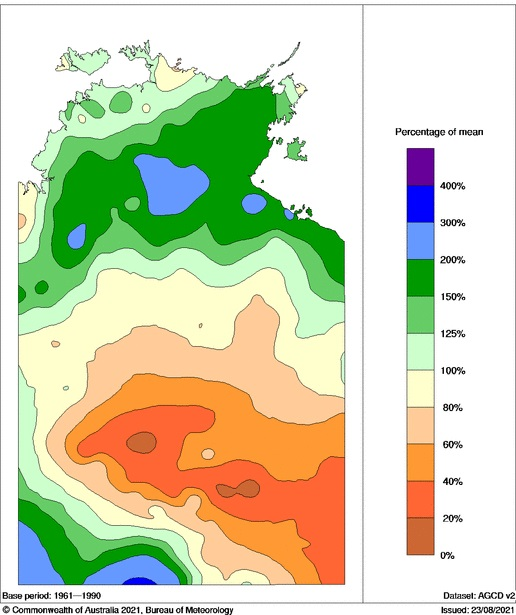 Percentage of mean
400%
300%
200%
150%
125%
100%
80%
60%
40%
20%
0%
Base period: 1961—1990
Dataset: AGCD v2
© Commonwealth of Australia 2021, Bureau of Meteorology
Issued: 23/08/2021